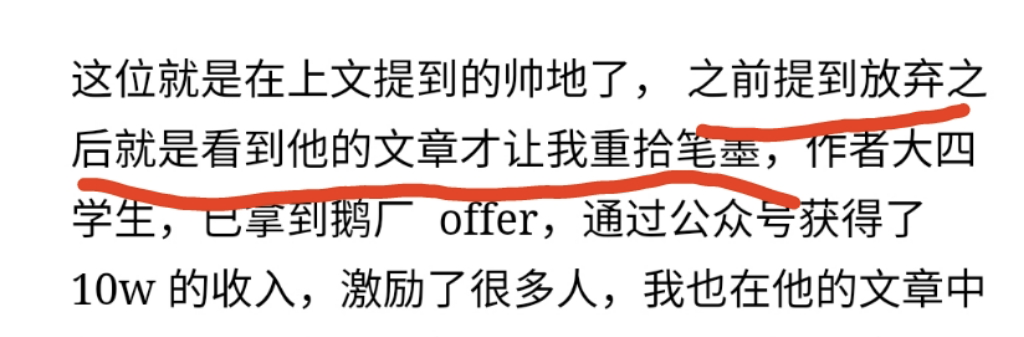 这位就是在上文提到的帅地了， 之前提到放弃之
后就是看到他的文章才让我重拾笔墨，作者大四
学生，已拿到鹅厂 offer，通过公众号获得了
10w 的收入，激励了很多人，我也在他的文章中